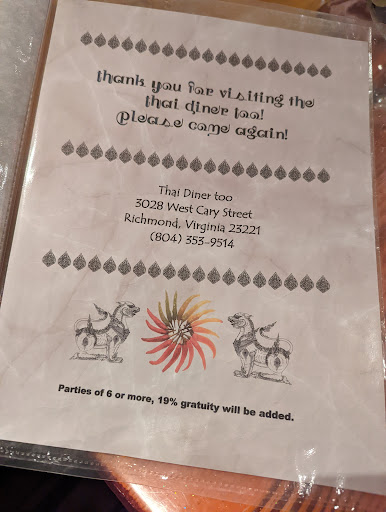 thank you for visiting the
thai diner too!
please come again!
Thai Diner too
3028 West Cary Street
Richmond, Virginia 23221
(804) 353-9514
Parties of 6 or more, 19% gratuity will be added.